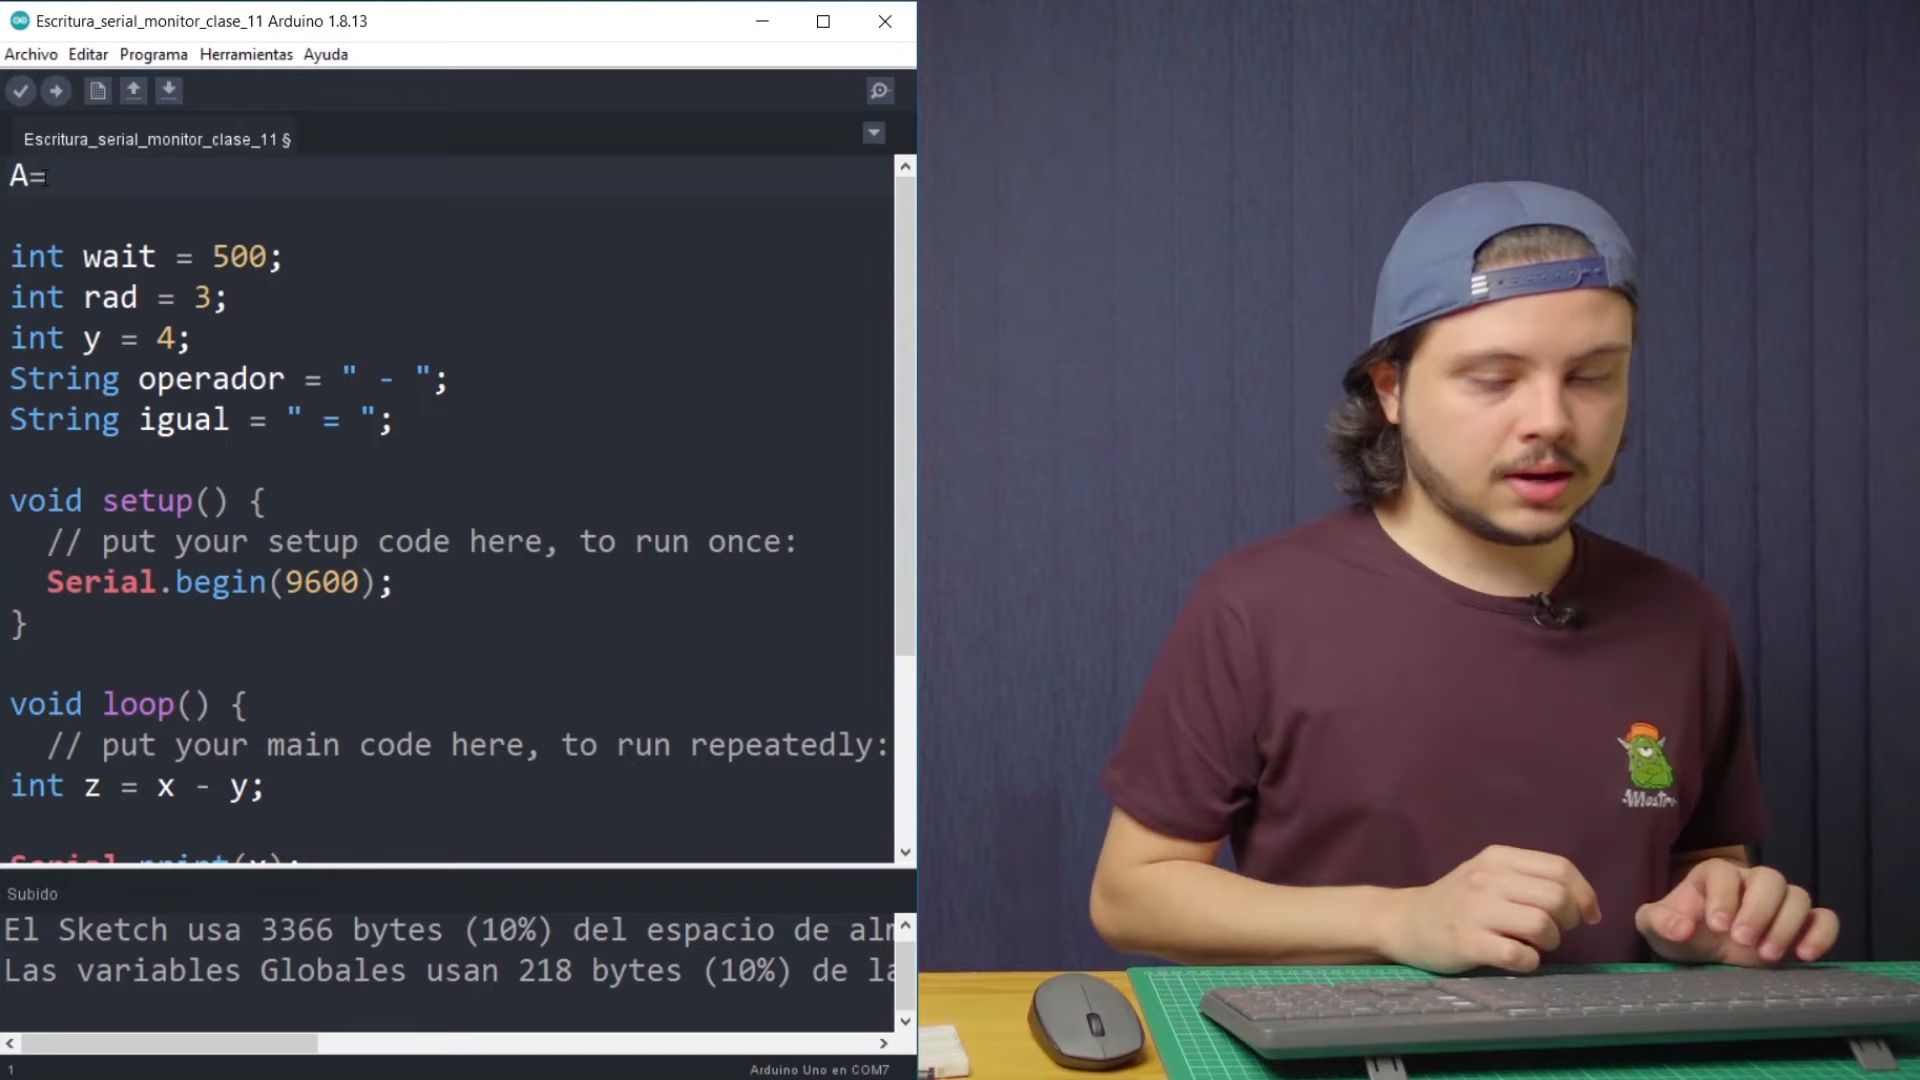 Escritura_serial_monitor_clase_11 Arduino 1.8.13
Archivo Editar Programa Herramientas Ayuda
Escritura_serial_monitor_clase_11 §
A=
int wait = 500;
int rad = 3;
int y = 4;
String operador = " - ";
String igual = " = ";
void setup() {
// put your setup code here, to run once:
Serial.begin(9600);
}
void loop() {
// put your main code here, to run repeatedly:
int z = x - y;
Serial.print(x);
Subido
El Sketch usa 3366 bytes (10%) del espacio de
Las variables Globales usan 218 bytes (10%) de
1
Arduino Uno en COM7